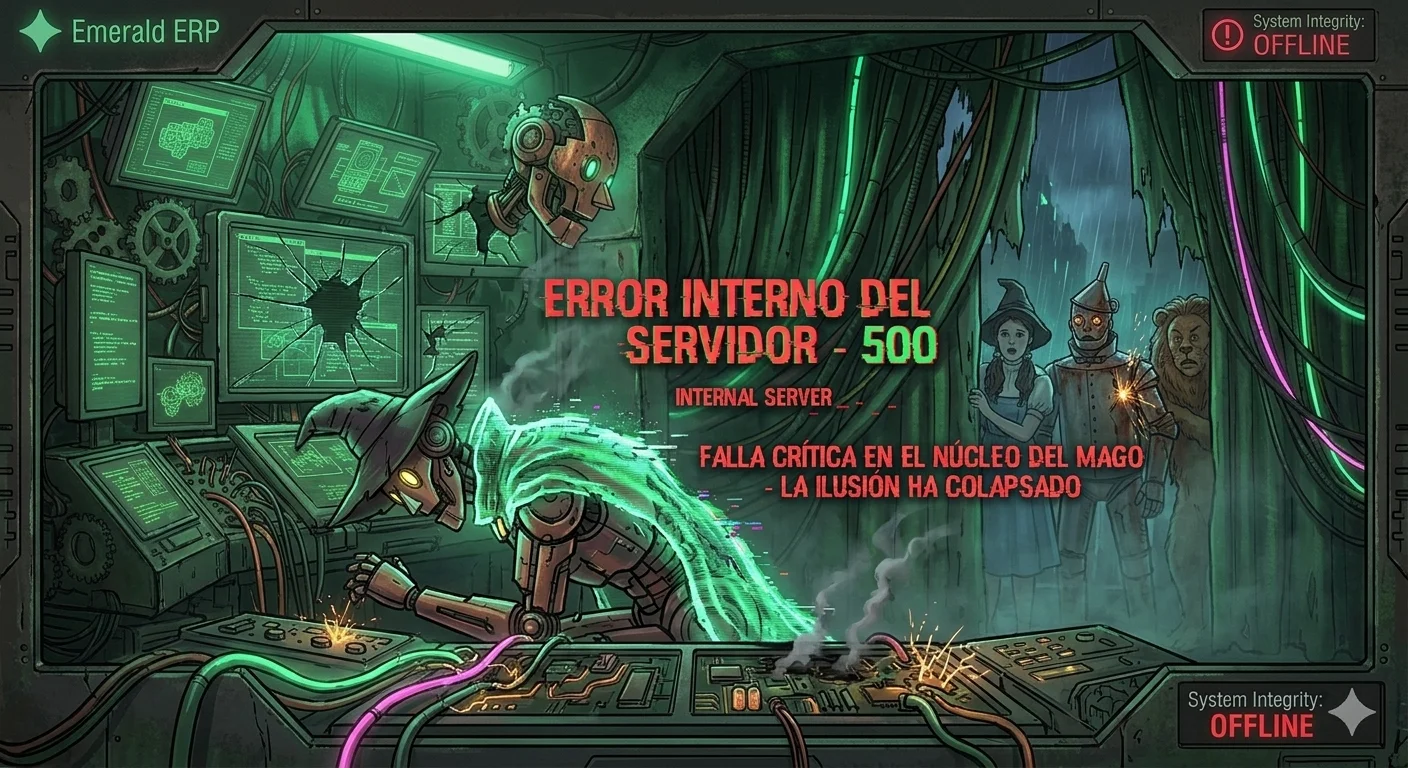 Emerald ERP
System Integrity:
OFFLINE
ERROR INTERNO DEL
SERVIDOR - 500
INTERNAL SERVER _ - _ -
FALLA CRÍTICA EN EL NÚCLEO DEL MAGO
- LA ILUSIÓN HA COLAPSADO
System Integrity:
OFFLINE